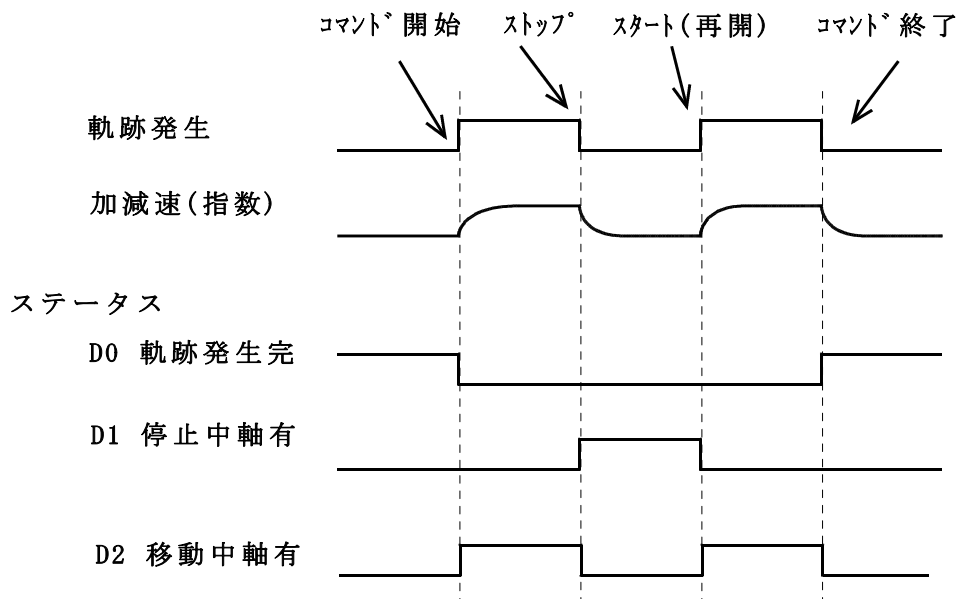 コマンド開始 ストップ スタート(再開) コマンド終了
軌跡発生
加減速(指数)
ステータス
D0 軌跡発生完
D1 停止中軸有
D2 移動中軸有